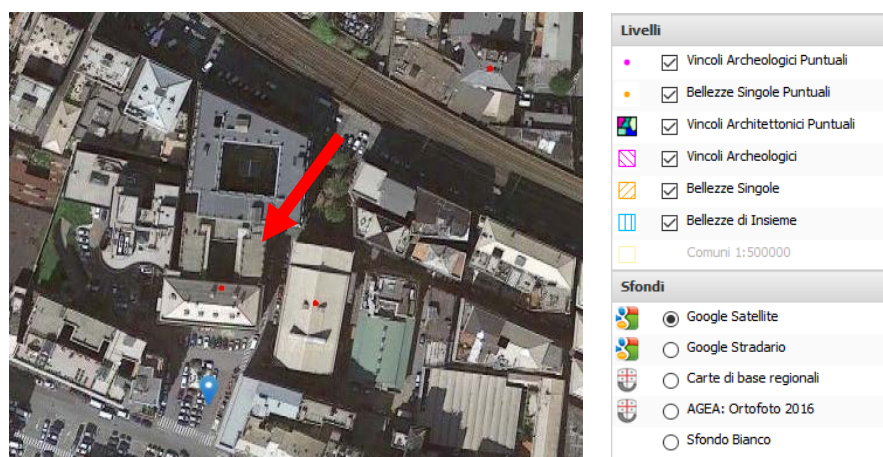 Livelli
Vincoli Archeologici Puntuali
Bellezze Singole Puntuali
Vincoli Architettonici Puntuali
Vincoli Archeologici
Bellezze Singole
Bellezze di Insieme
Comuni 1:500000
Sfondi
Google Satellite
Google Stradario
Carte di base regionali
AGEA: Ortofoto 2016
Sfondo Bianco